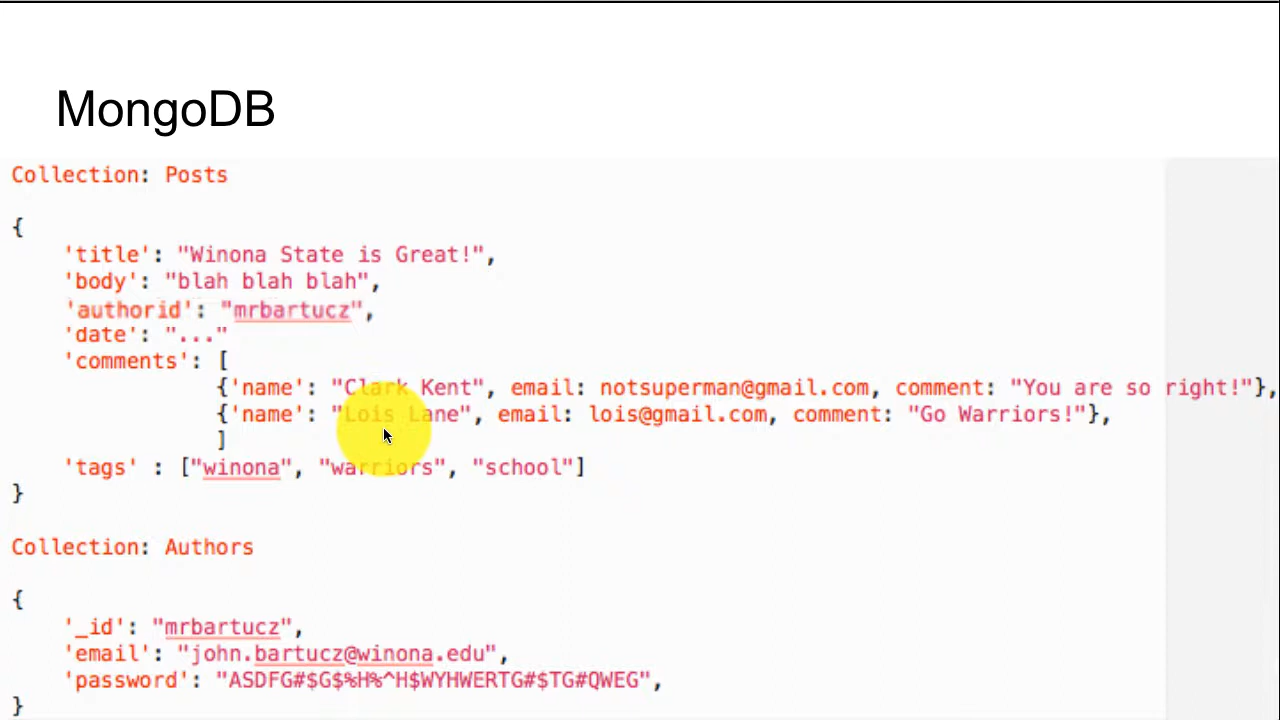 MongoDB
Collection: Posts
{
'title': "Winona State is Great!",
'body': "blah blah blah",
'authorid': "mrbartucz",
'date': "..."
'comments': [
{'name': "Clark Kent", email: notsuperman@gmail.com, comment: "You are so right!"},
{'name': "Lois Lane", email: lois@gmail.com, comment: "Go Warriors!"},
]
'tags' : ["winona", "warriors", "school"]
}
Collection: Authors
{
'_id': "mrbartucz",
'email': "john.bartucz@winona.edu",
'password': "ASDFG#$G$%H%^H$WYHWERTG#$TG#QWEG",
}